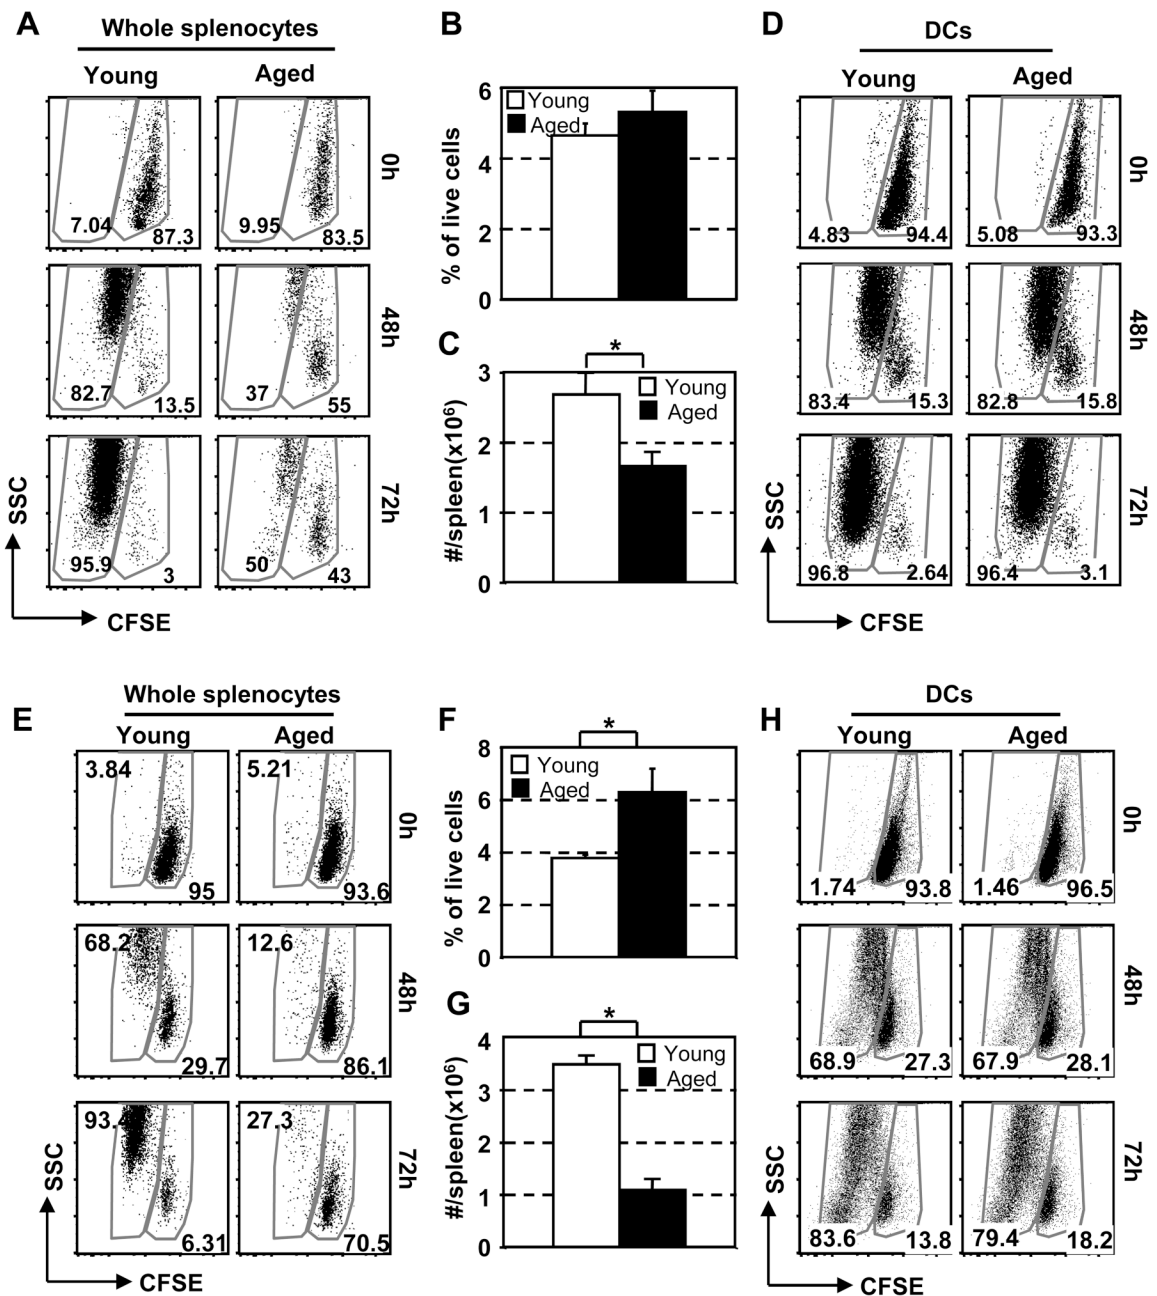 A
Whole splenocytes
Young Aged
7.04 87.3
9.95 83.5
0h
82.7 13.5
37 55
48h
95.9 3
50 43
72h
SSC
CFSE
B
% of live cells
6
4
2
0
Young
Aged
C
*
#/spleen(x10⁶)
3
2
1
0
Young
Aged
D
DCs
Young Aged
4.83 94.4
5.08 93.3
0h
83.4 15.3
82.8 15.8
48h
96.8 2.64
96.4 3.1
72h
SSC
CFSE
E
Whole splenocytes
Young Aged
3.84 95
5.21 93.6
0h
68.2 29.7
12.6 86.1
48h
93.4 6.31
27.3 70.5
72h
SSC
CFSE
F
*
% of live cells
8
6
4
2
0
Young
Aged
G
*
#/spleen(x10⁶)
4
3
2
1
0
Young
Aged
H
DCs
Young Aged
1.74 93.8
1.46 96.5
0h
68.9 27.3
67.9 28.1
48h
83.6 13.8
79.4 18.2
72h
SSC
CFSE